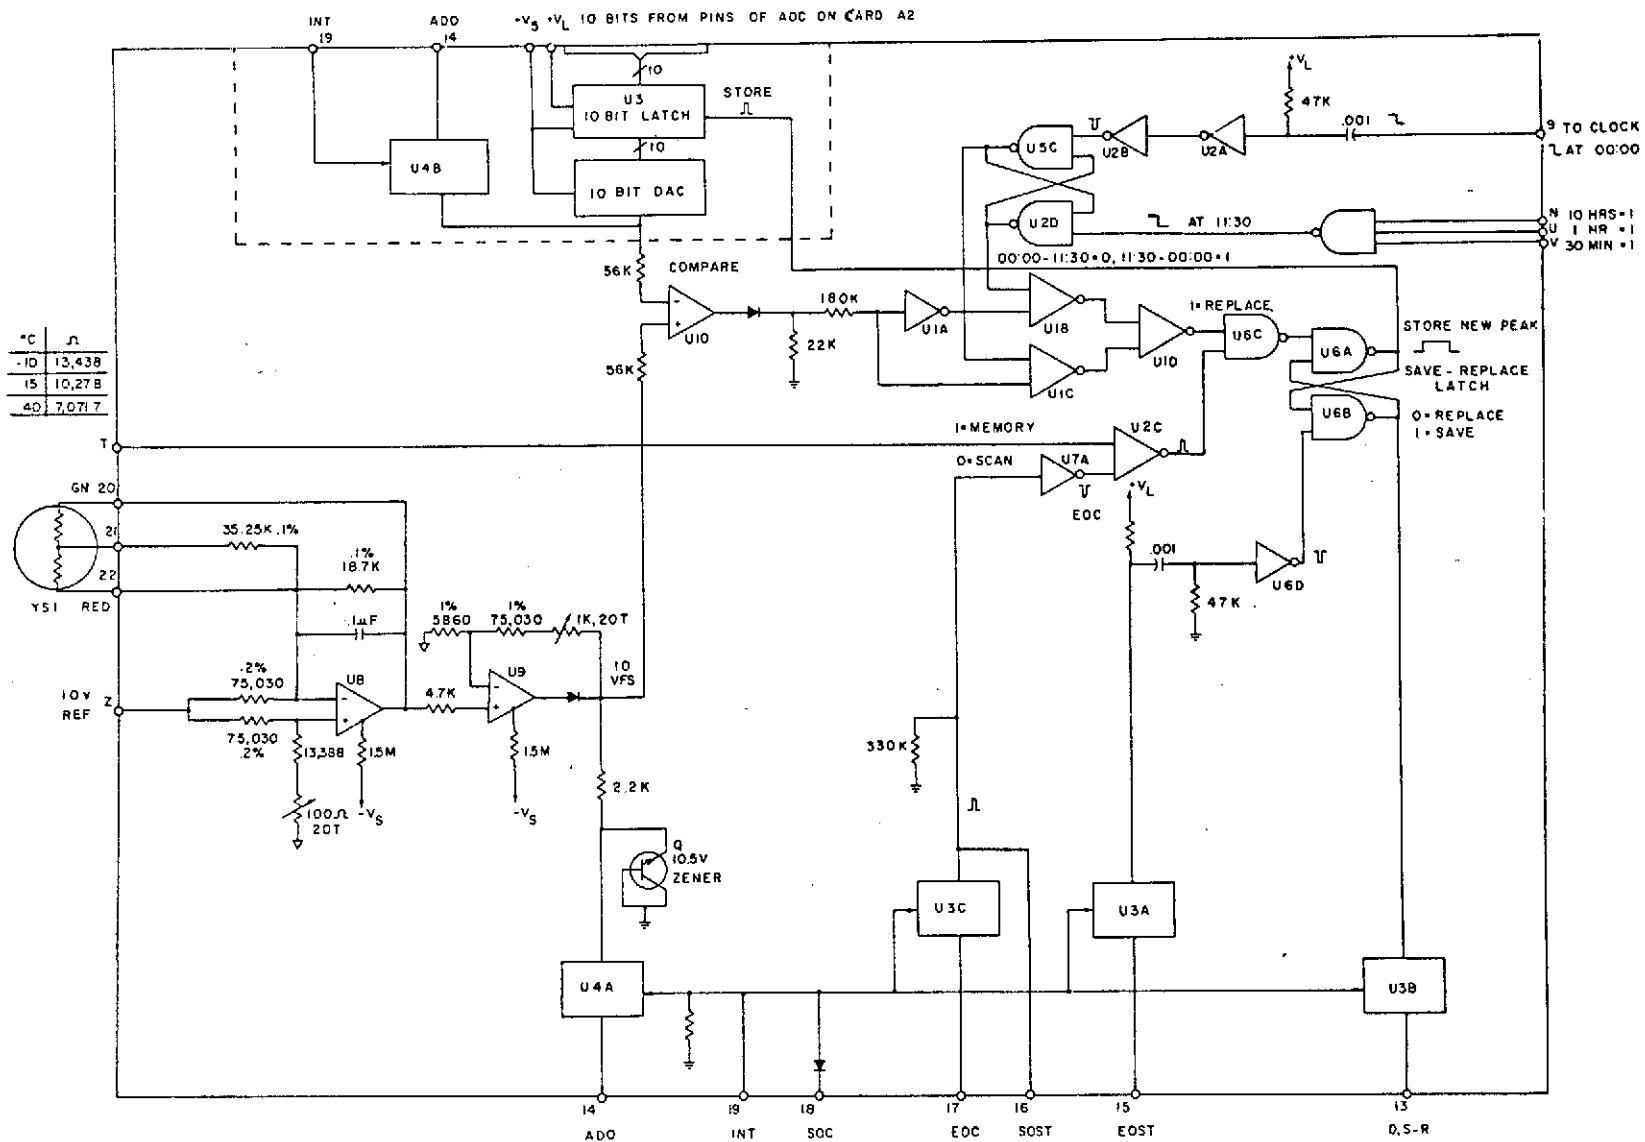 INT ADO +VS +VL 10 BITS FROM PINS OF ADC ON CARD A2
19 14
10
U3
10 BIT LATCH
STORE
10
U4B
10 BIT DAC
+VL
47K
.001
9 TO CLOCK
AT 00:00
U5C U2B U2A
U2D
AT 11:30
N 10 HRS=1
U 1 HR =1
V 30 MIN =1
00:00-11:30=0, 11:30-00:00=1
56K COMPARE
U10
180K
22K
U1A
U1B
U1C
U1D
1=REPLACE
U6C
U6A
STORE NEW PEAK
SAVE-REPLACE
LATCH
U6B
0=REPLACE
1=SAVE
°C Ω
-10 13,438
15 10,278
40 7,071.7
56K
T
1=MEMORY
U2C
0=SCAN
U7A
EOC
+VL
.001
47K
U6D
GN 20
21
22
YSI RED
35.25K .1%
.1%
18.7K
.1µF
1%
5860
1%
75,030
1K, 20T
10
VFS
U8
U9
4.7K
10V
REF
Z
.2%
75,030
75,030
.2%
13,388
1.5M
-VS
100Ω
20T
1.5M
-VS
2.2K
Q
10.5V
ZENER
330K
U3C
U3A
U4A
U3B
14 19 18 17 16 15 13
ADO INT SOC EOC SOST EOST D,S-R